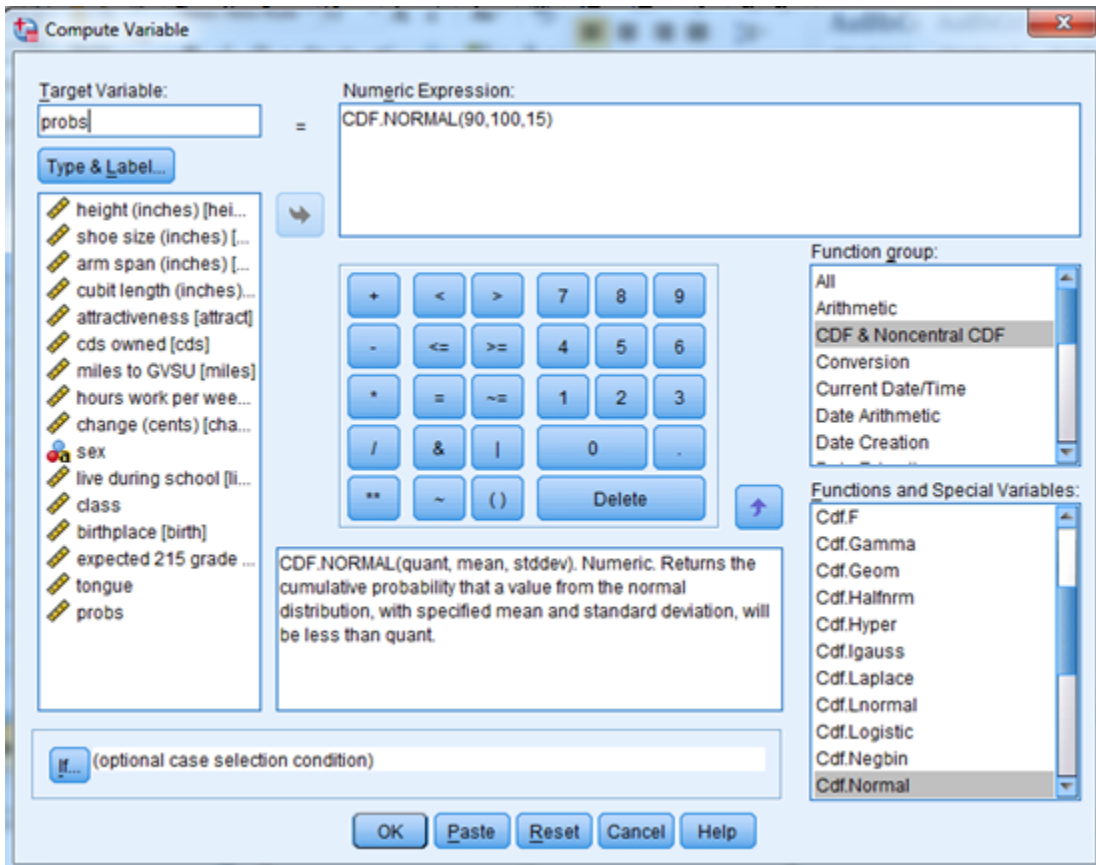 Compute Variable
Target Variable:
probs
=
Numeric Expression:
CDF.NORMAL(90,100,15)
Type & Label...
height (inches) [hei...
shoe size (inches) [...
arm span (inches) [...
cubit length (inches)...
attractiveness [attract]
cds owned [cds]
miles to GVSU [miles]
hours work per wee...
change (cents) [cha...
sex
live during school [li...
class
birthplace [birth]
expected 215 grade ...
tongue
probs
+ < > 7 8 9
- <= >= 4 5 6
* = ~= 1 2 3
/ & | 0 .
** ~ ( ) Delete
CDF.NORMAL(quant, mean, stddev). Numeric. Returns the
cumulative probability that a value from the normal
distribution, with specified mean and standard deviation, will
be less than quant.
Function group:
All
Arithmetic
CDF & Noncentral CDF
Conversion
Current Date/Time
Date Arithmetic
Date Creation
Functions and Special Variables:
Cdf.F
Cdf.Gamma
Cdf.Geom
Cdf.Halfnrm
Cdf.Hyper
Cdf.Igauss
Cdf.Laplace
Cdf.Lnormal
Cdf.Logistic
Cdf.Negbin
Cdf.Normal
If... (optional case selection condition)
OK Paste Reset Cancel Help